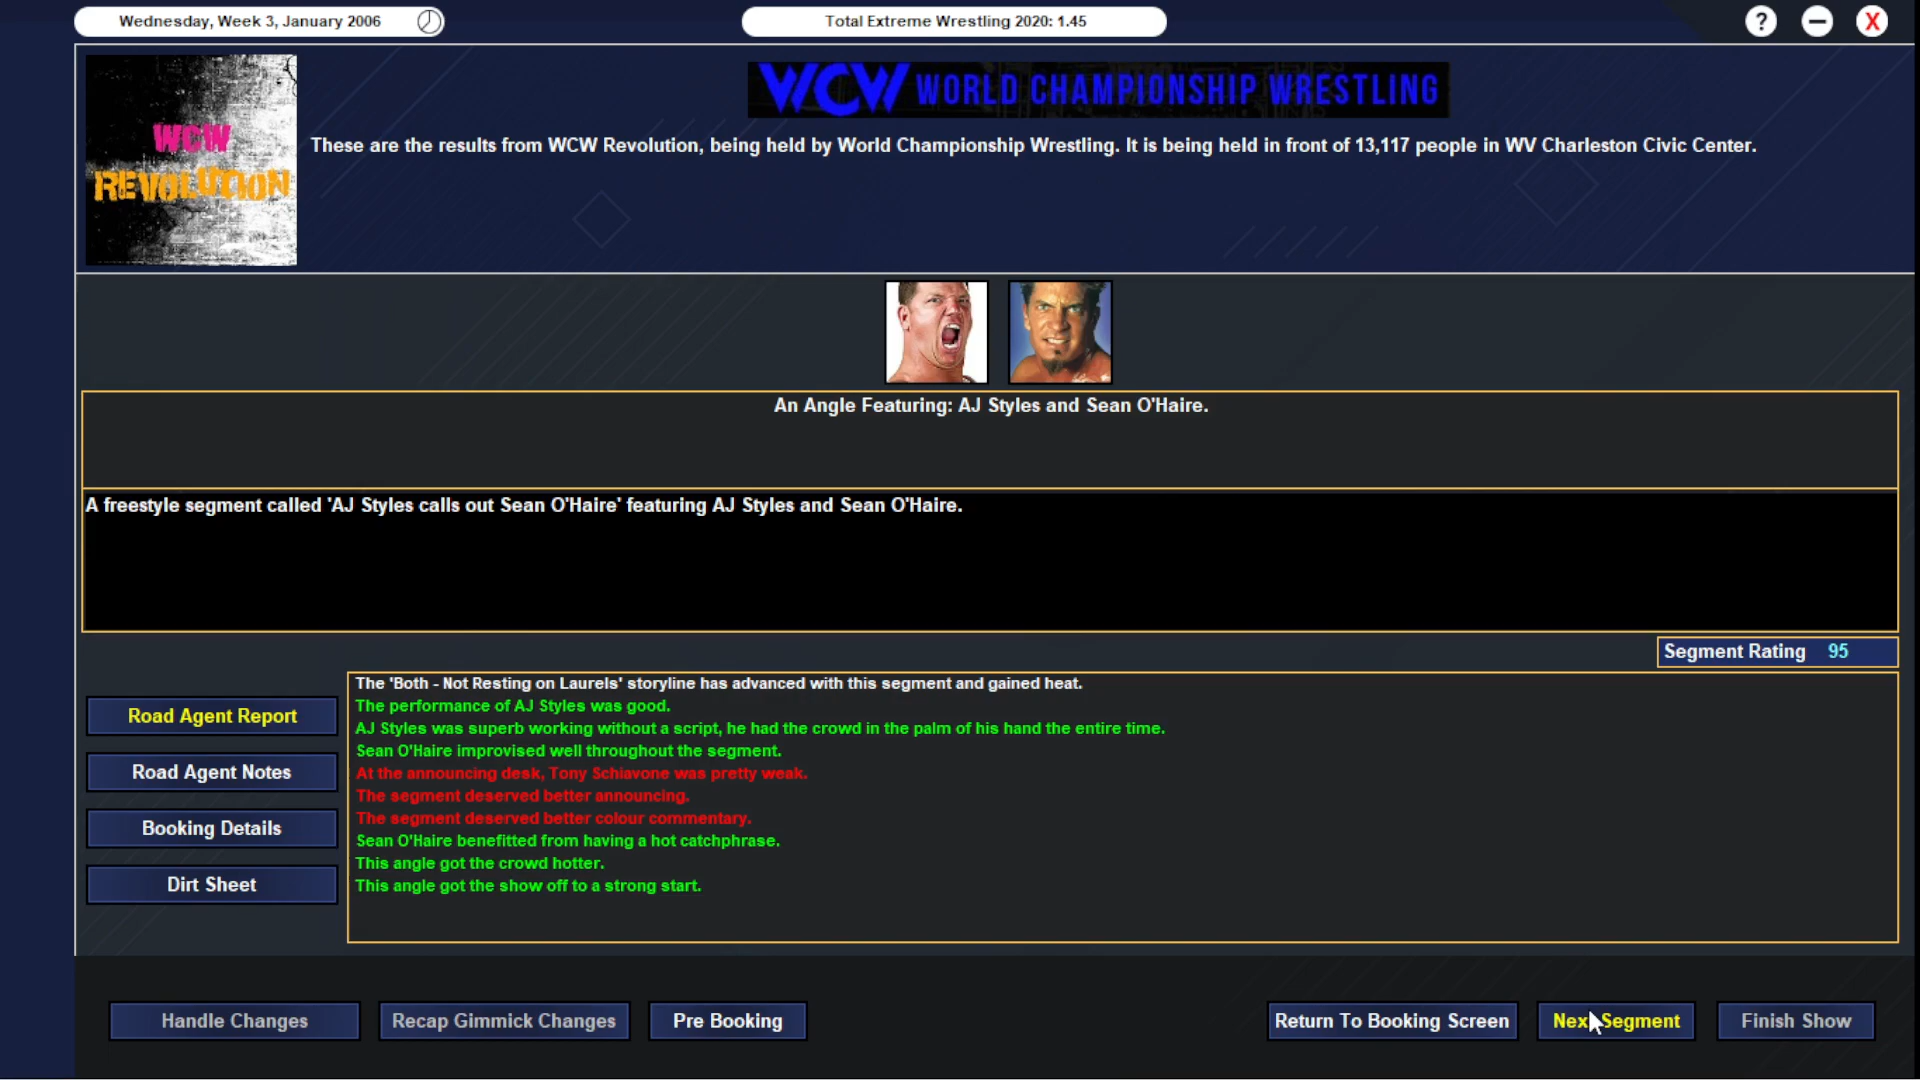 Wednesday, Week 3, January 2006
Total Extreme Wrestling 2020: 1.45
?
X
WCW
REVOLUTION
WCW WORLD CHAMPIONSHIP WRESTLING
These are the results from WCW Revolution, being held by World Championship Wrestling. It is being held in front of 13,117 people in WV Charleston Civic Center.
An Angle Featuring: AJ Styles and Sean O'Haire.
A freestyle segment called 'AJ Styles calls out Sean O'Haire' featuring AJ Styles and Sean O'Haire.
Segment Rating 95
Road Agent Report
Road Agent Notes
Booking Details
Dirt Sheet
The 'Both - Not Resting on Laurels' storyline has advanced with this segment and gained heat.
The performance of AJ Styles was good.
AJ Styles was superb working without a script, he had the crowd in the palm of his hand the entire time.
Sean O'Haire improvised well throughout the segment.
At the announcing desk, Tony Schiavone was pretty weak.
The segment deserved better announcing.
The segment deserved better colour commentary.
Sean O'Haire benefitted from having a hot catchphrase.
This angle got the crowd hotter.
This angle got the show off to a strong start.
Handle Changes
Recap Gimmick Changes
Pre Booking
Return To Booking Screen
Next Segment
Finish Show